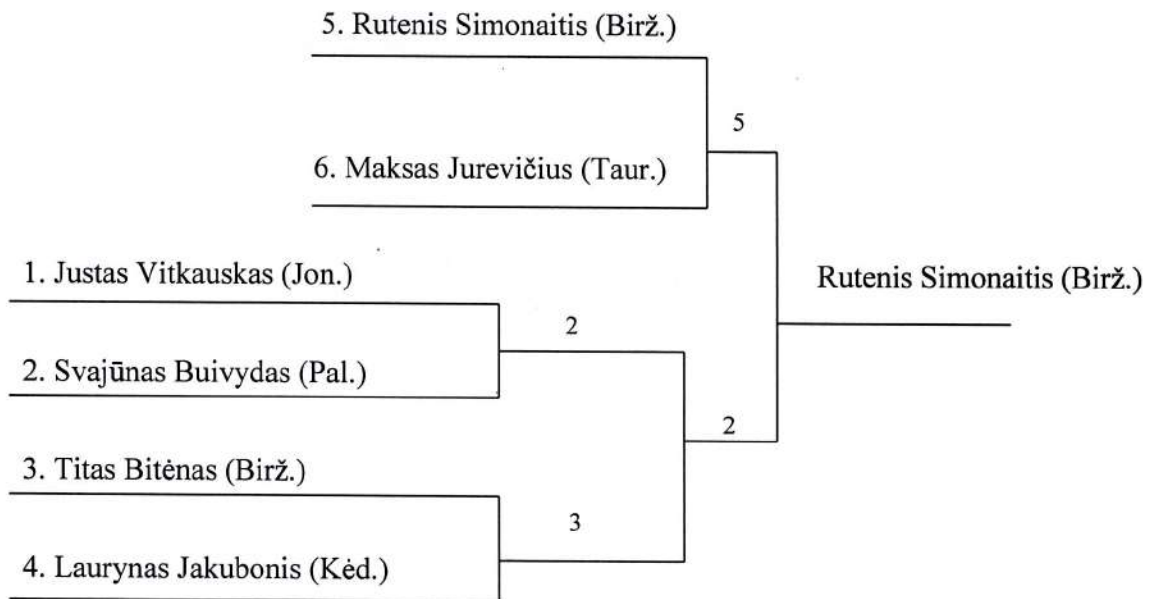 5. Rutenis Simonaitis (Birž.)
5
6. Maksas Jurevičius (Taur.)
1. Justas Vitkauskas (Jon.)
Rutenis Simonaitis (Birž.)
2
2. Svajūnas Buivydas (Pal.)
2
3. Titas Bitėnas (Birž.)
3
4. Laurynas Jakubonis (Kėd.)